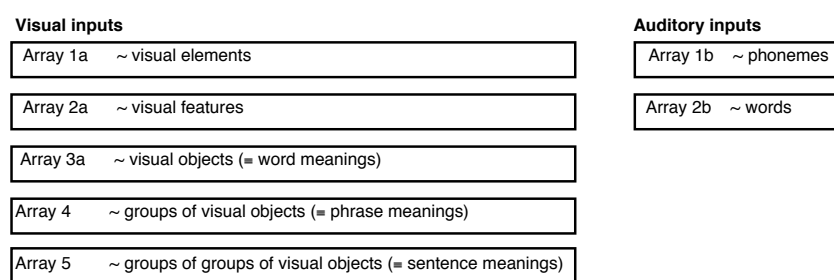 Visual inputs
Array 1a ~ visual elements
Array 2a ~ visual features
Array 3a ~ visual objects (= word meanings)
Array 4 ~ groups of visual objects (= phrase meanings)
Array 5 ~ groups of groups of visual objects (= sentence meanings)
Auditory inputs
Array 1b ~ phonemes
Array 2b ~ words